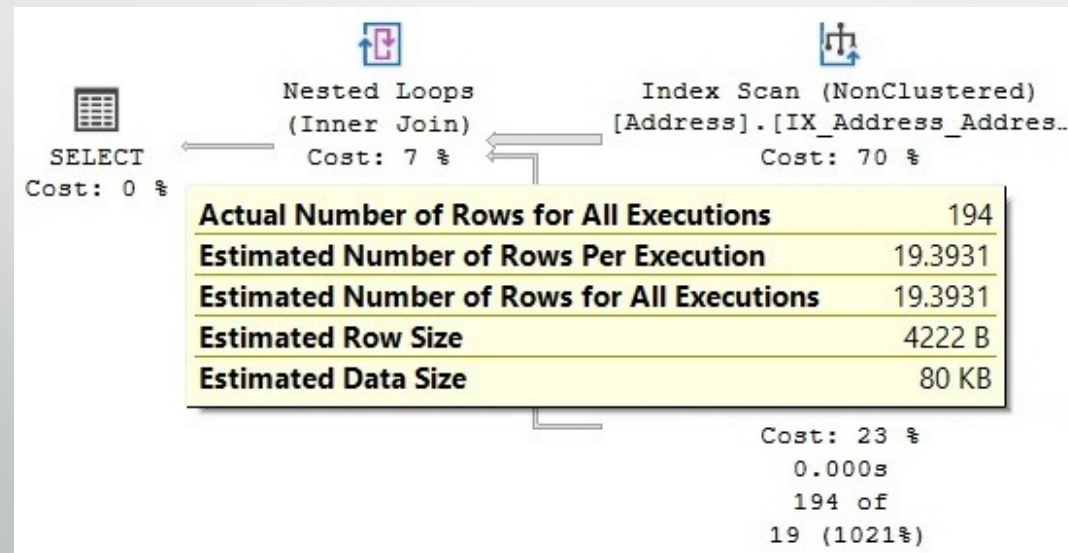 Nested Loops
(Inner Join)
Cost: 7 %
Index Scan (NonClustered)
[Address].[IX_Address_Addres…
Cost: 70 %
SELECT
Cost: 0 %
Actual Number of Rows for All Executions 194
Estimated Number of Rows Per Execution 19.3931
Estimated Number of Rows for All Executions 19.3931
Estimated Row Size 4222 B
Estimated Data Size 80 KB
Cost: 23 %
0.000s
194 of
19 (1021%)